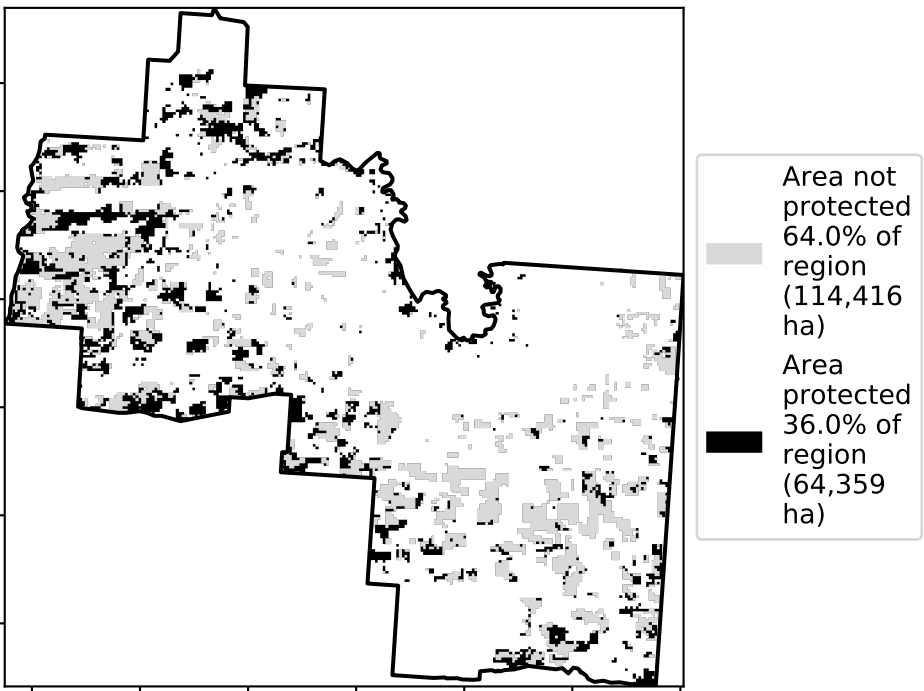 Area not
protected
64.0% of
region
(114,416
ha)
Area
protected
36.0% of
region
(64,359
ha)